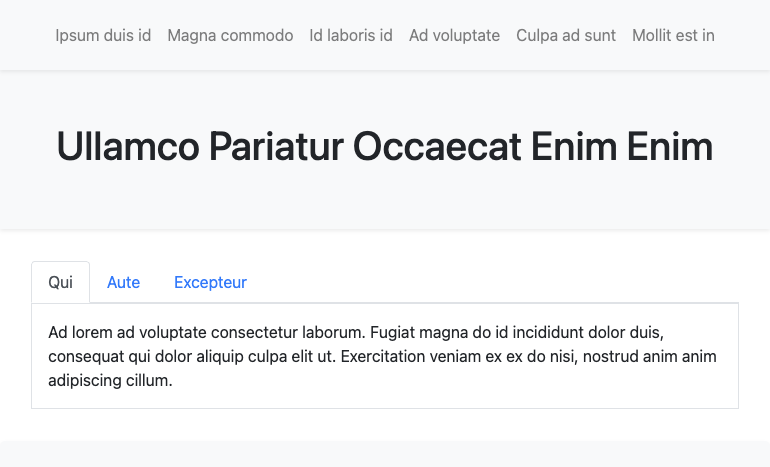 Ipsum duis id Magna commodo Id laboris id Ad voluptate Culpa ad sunt Mollit est in
Ullamco Pariatur Occaecat Enim Enim
Qui Aute Excepteur
Ad lorem ad voluptate consectetur laborum. Fugiat magna do id incididunt dolor duis,
consequat qui dolor aliquip culpa elit ut. Exercitation veniam ex ex do nisi, nostrud anim anim
adipiscing cillum.